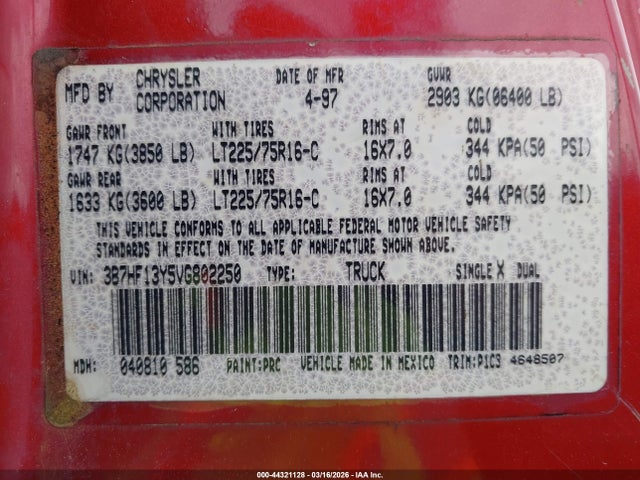 MFD BY CHRYSLER CORPORATION DATE OF MFR 4-97 GVWR 2903 KG(06400 LB)
GAWR FRONT WITH TIRES RIMS AT COLD
1747 KG(3850 LB) LT225/75R16-C 16X7.0 344 KPA(50 PSI)
GAWR REAR WITH TIRES RIMS AT COLD
1633 KG(3600 LB) LT225/75R16-C 16X7.0 344 KPA(50 PSI)
THIS VEHICLE CONFORMS TO ALL APPLICABLE FEDERAL MOTOR VEHICLE SAFETY
STANDARDS IN EFFECT ON THE DATE OF MANUFACTURE SHOWN ABOVE.
VIN: 3B7HF13Y5VG802250 TYPE: TRUCK SINGLE X DUAL
MDH: 040810 586 PAINT:PRC VEHICLE MADE IN MEXICO TRIM:PIC3 4648507
000-44321128 - 03/16/2026 - IAA Inc.